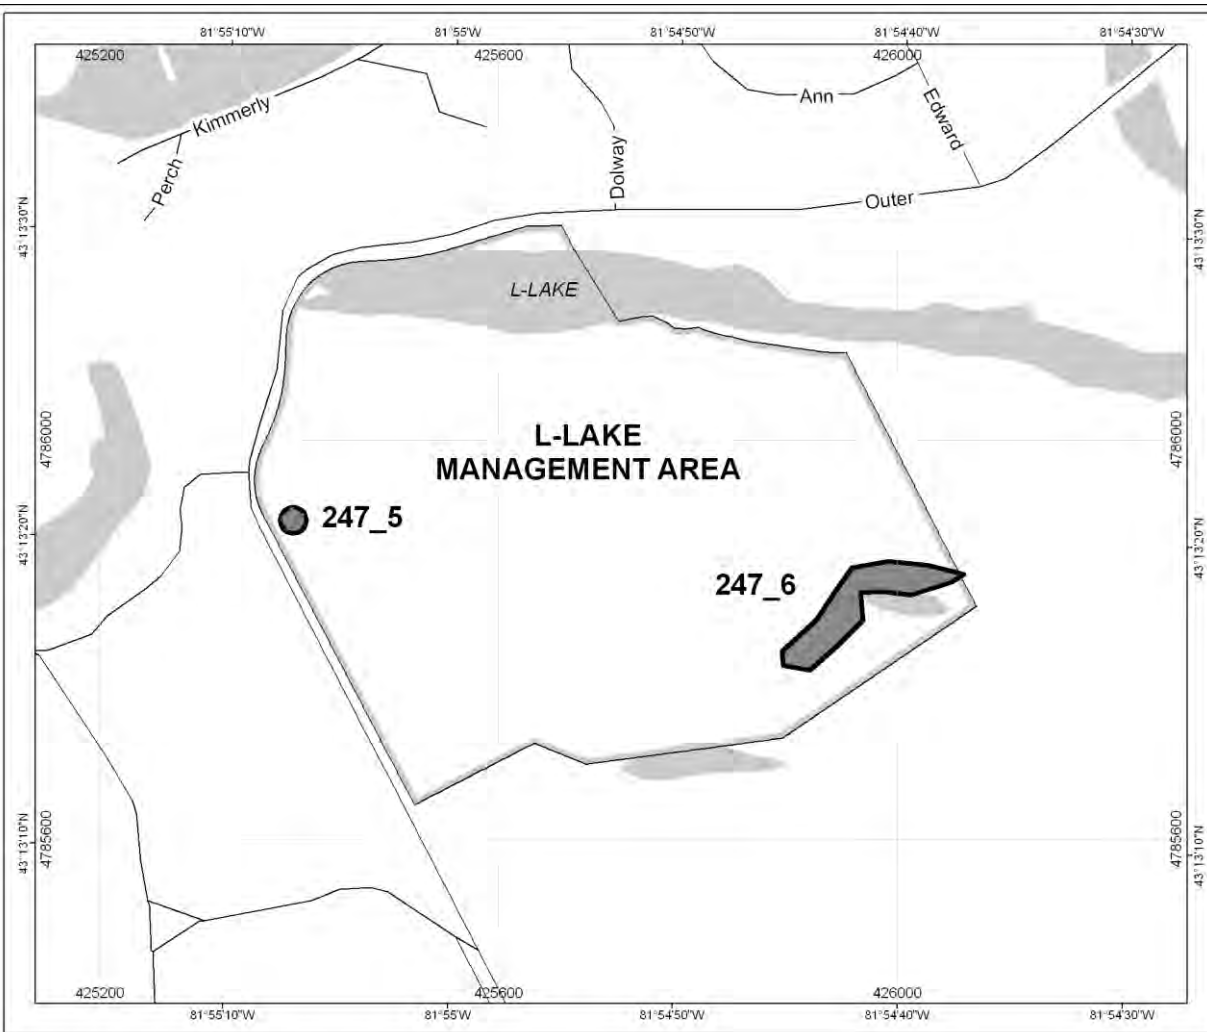 81°55'10"W 81°55'W 81°54'50"W 81°54'40"W 81°54'30"W
425200 425600 426000
Kimmerly
Perch
Dolway
Ann
Edward
Outer
43°13'30"N
43°13'30"N
L-LAKE
4786000
4786000
L-LAKE
MANAGEMENT AREA
247_5
43°13'20"N
43°13'20"N
247_6
4785600
4785600
43°13'10"N
43°13'10"N
425200 425600 426000
81°55'10"W 81°55'W 81°54'50"W 81°54'40"W 81°54'30"W